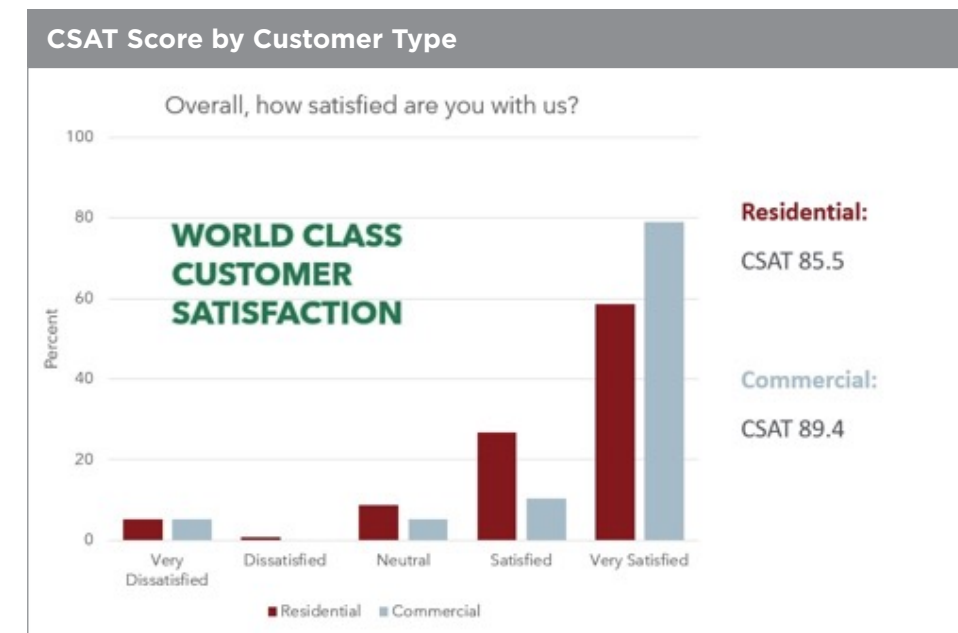 CSAT Score by Customer Type
Overall, how satisfied are you with us?
100
80
60
40
20
0
Percent
WORLD CLASS
CUSTOMER
SATISFACTION
Very
Dissatisfied
Dissatisfied
Neutral
Satisfied
Very Satisfied
Residential
Commercial
Residential:
CSAT 85.5
Commercial:
CSAT 89.4